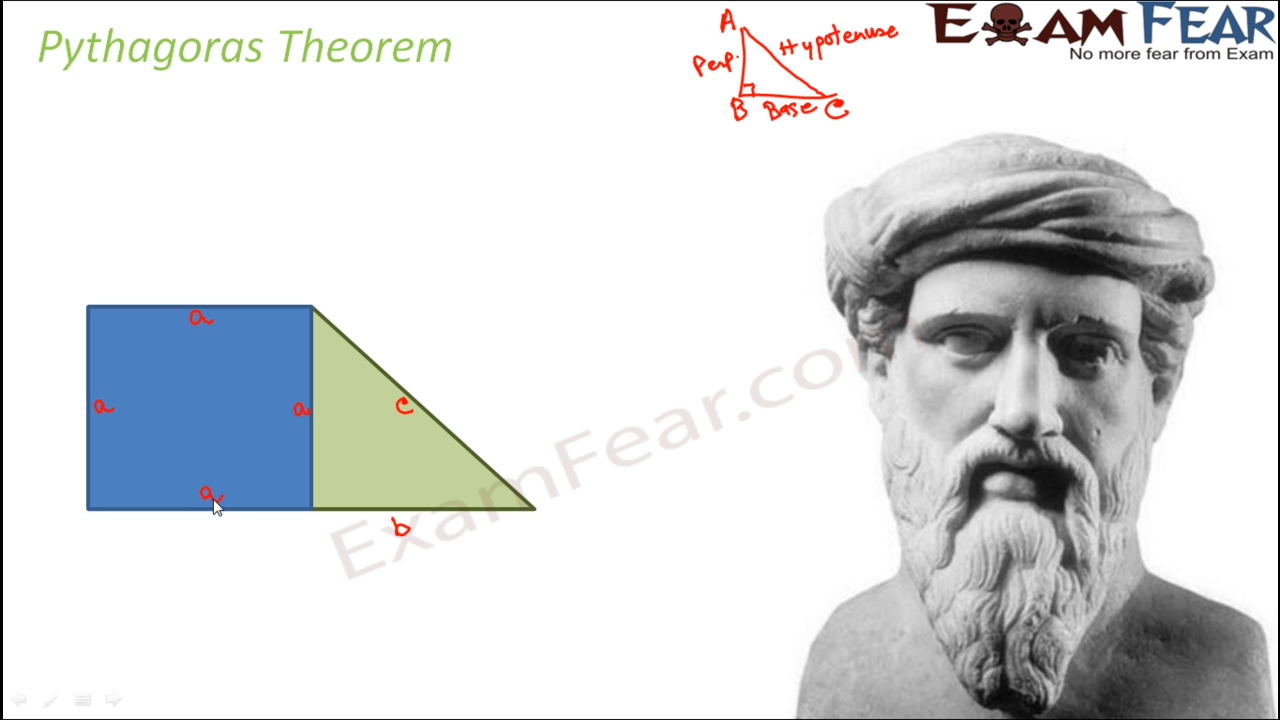 Pythagoras Theorem
A
Hypotenuse
Perp.
B Base C
EXAMFEAR
No more fear from Exam
a
a
a
c
a
b
ExamFear.com